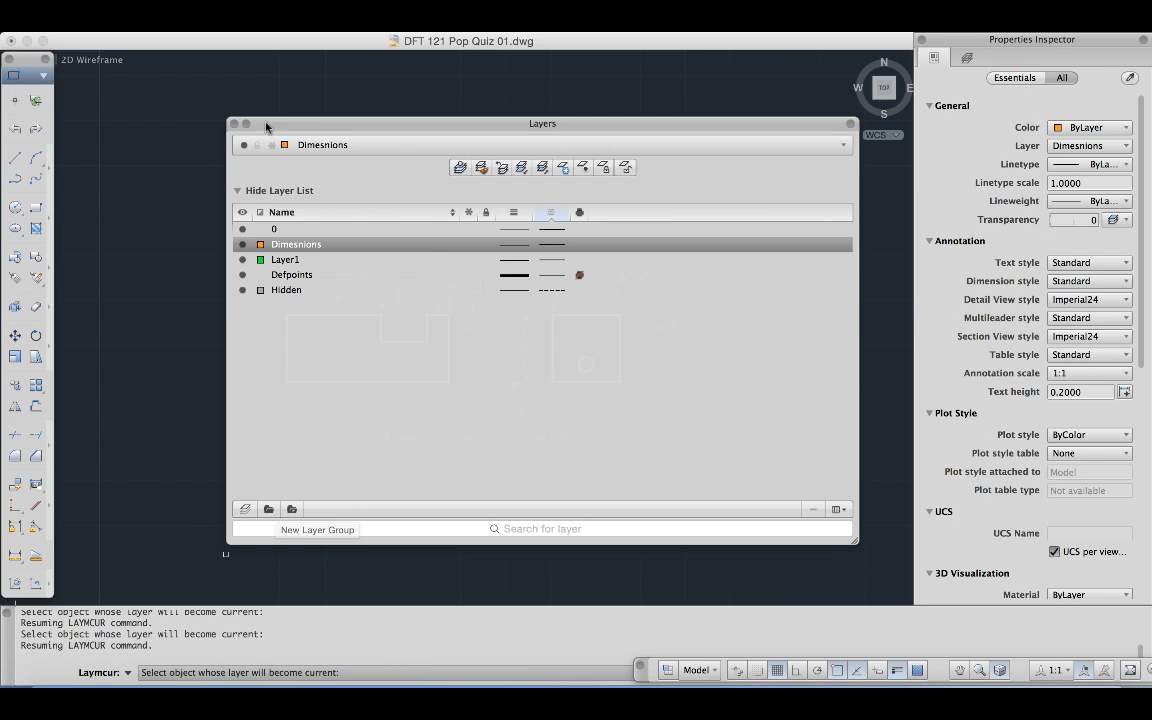 DFT 121 Pop Quiz 01.dwg
Properties Inspector
2D Wireframe
N
W TOP E
S
WCS
Layers
Dimesnions
Hide Layer List
Name
0
Dimesnions
Layer1
Defpoints
Hidden
New Layer Group
Search for layer
Essentials All
General
Color ByLayer
Layer Dimesnions
Linetype ByLa...
Linetype scale 1.0000
Lineweight ByLa...
Transparency 0
Annotation
Text style Standard
Dimension style Standard
Detail View style Imperial24
Multileader style Standard
Section View style Imperial24
Table style Standard
Annotation scale 1:1
Text height 0.2000
Plot Style
Plot style ByColor
Plot style table None
Plot style attached to Model
Plot table type Not available
UCS
UCS Name
UCS per view...
3D Visualization
Material ByLayer
Select object whose layer will become current:
Resuming LAYMCUR command.
Select object whose layer will become current:
Resuming LAYMCUR command.
Laymcur: Select object whose layer will become current:
Model 1:1